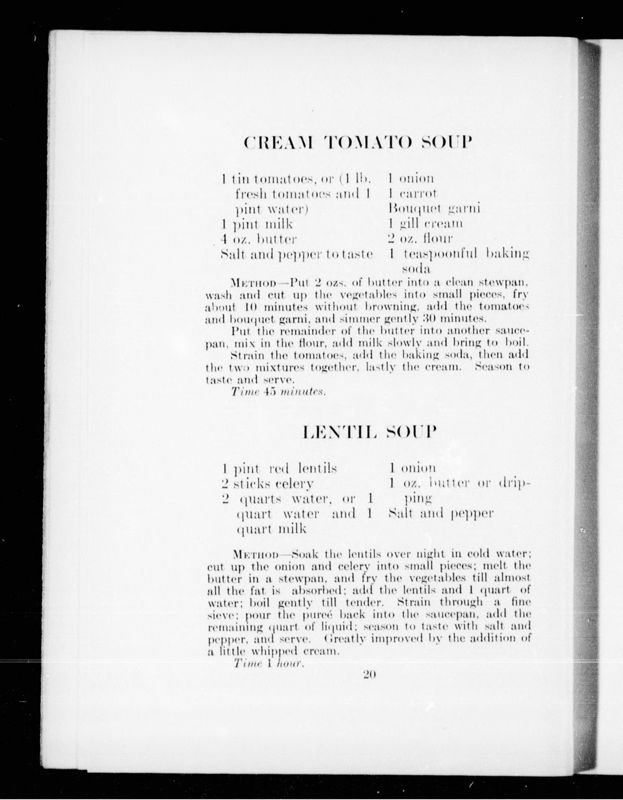 CREAM TOMATO SOUP
1 tin tomatoes, or (1 lb.
fresh tomatoes and 1
pint water)
1 pint milk
4 oz. butter
Salt and pepper to taste
1 onion
1 carrot
Bouquet garni
1 gill cream
2 oz. flour
1 teaspoonful baking
soda
METHOD—Put 2 ozs. of butter into a clean stewpan,
wash and cut up the vegetables into small pieces, fry
about 10 minutes without browning, add the tomatoes
and bouquet garni, and simmer gently 30 minutes.
Put the remainder of the butter into another sauce-
pan, mix in the flour, add milk slowly and bring to boil.
Strain the tomatoes, add the baking soda, then add
the two mixtures together, lastly the cream. Season to
taste and serve.
Time 45 minutes.
LENTIL SOUP
1 pint red lentils
2 sticks celery
2 quarts water, or 1
quart water and 1
quart milk
1 onion
1 oz. butter or drip-
ping
Salt and pepper
METHOD—Soak the lentils over night in cold water;
cut up the onion and celery into small pieces; melt the
butter in a stewpan, and fry the vegetables till almost
all the fat is absorbed; add the lentils and 1 quart of
water; boil gently till tender. Strain through a fine
sieve; pour the pureé back into the saucepan, add the
remaining quart of liquid; season to taste with salt and
pepper, and serve. Greatly improved by the addition of
a little whipped cream.
Time 1 hour.
20